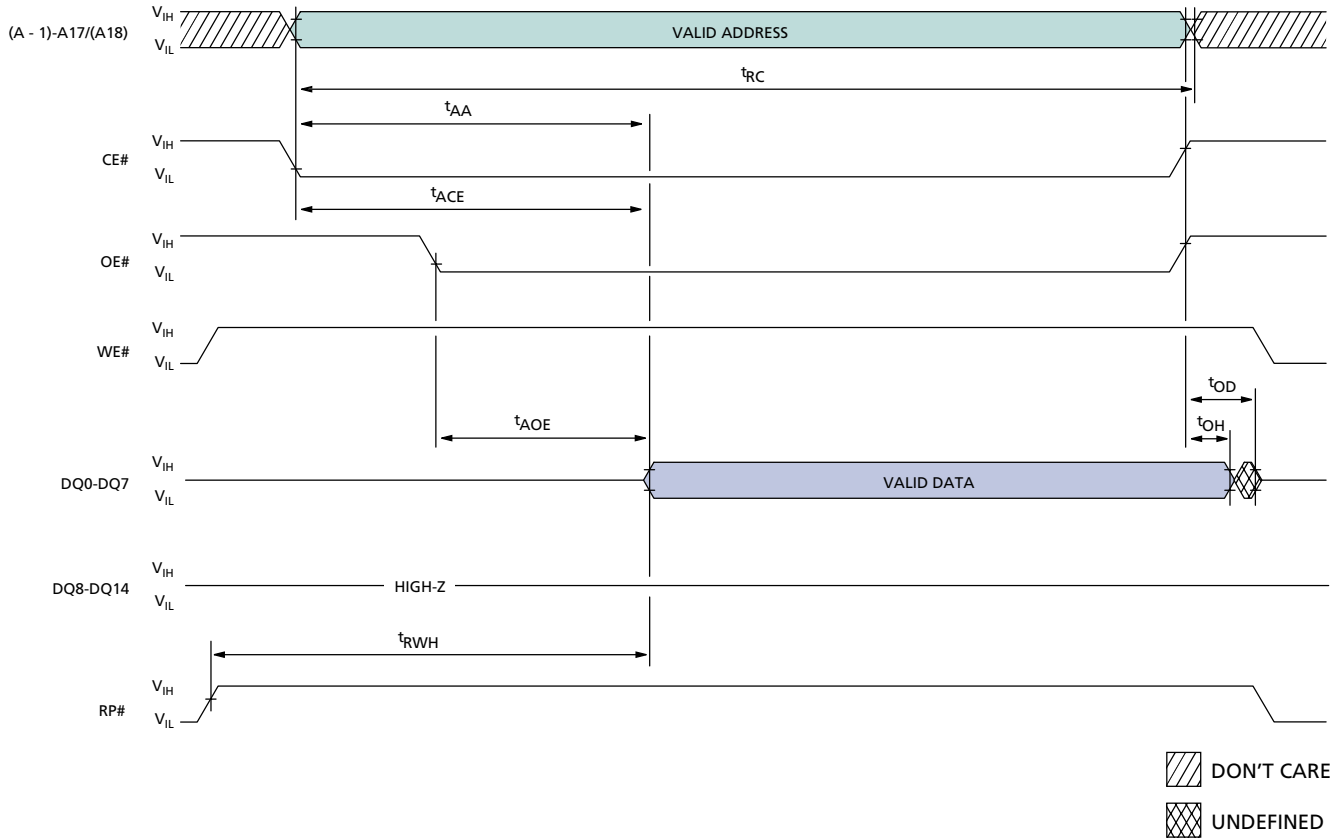 (A - 1)-A17/(A18)
VIH
VIL
VALID ADDRESS
tRC
tAA
CE#
VIH
VIL
tACE
OE#
VIH
VIL
WE#
VIH
VIL
tOD
tAOE
tOH
DQ0-DQ7
VIH
VIL
VALID DATA
DQ8-DQ14
VIH
VIL
HIGH-Z
tRWH
RP#
VIH
VIL
DON'T CARE
UNDEFINED